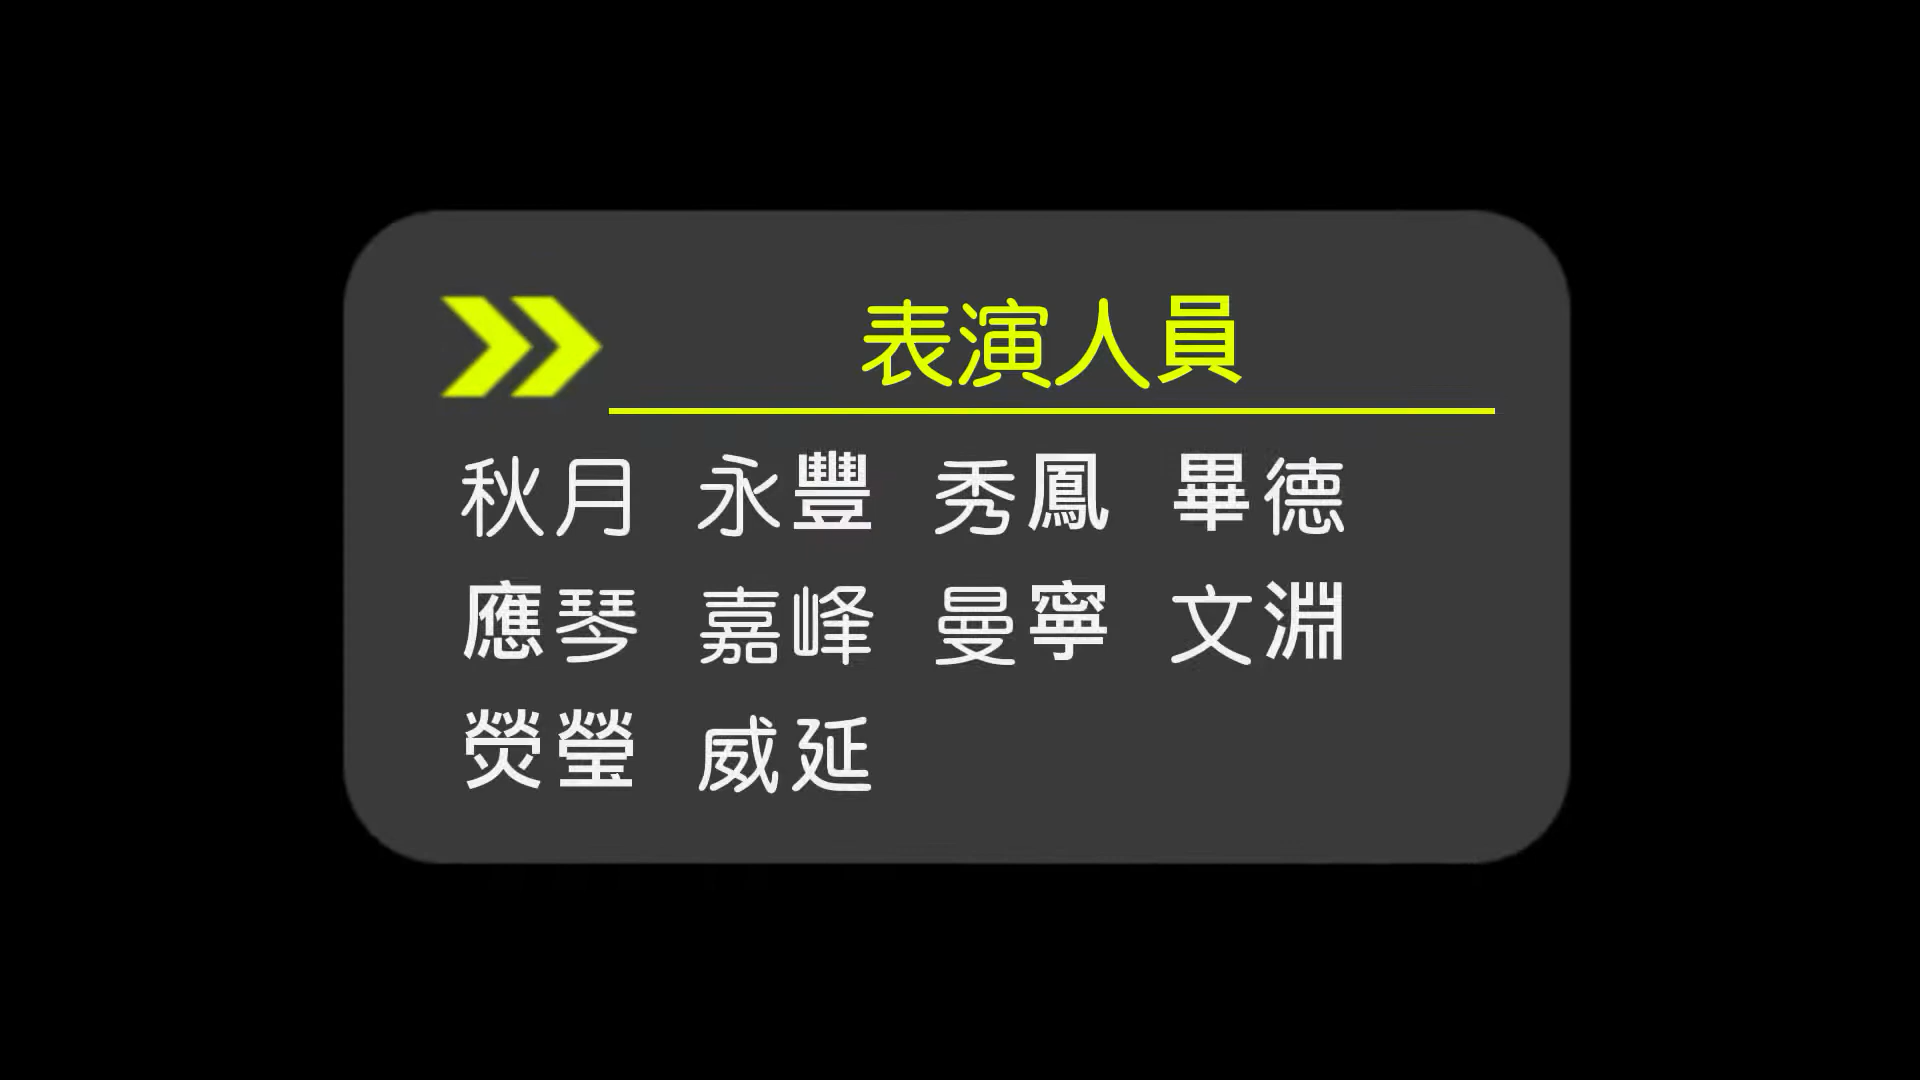 表演人員
秋月 永豐 秀鳳 畢德
應琴 嘉峰 曼寧 文淵
熒瑩 威延